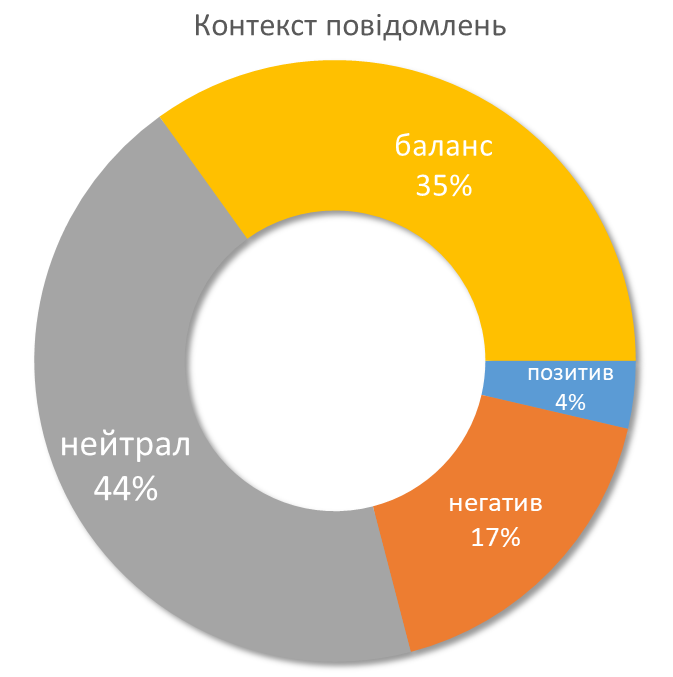 Контекст повідомлень
баланс
35%
позитив
4%
нейтрал
44%
негатив
17%